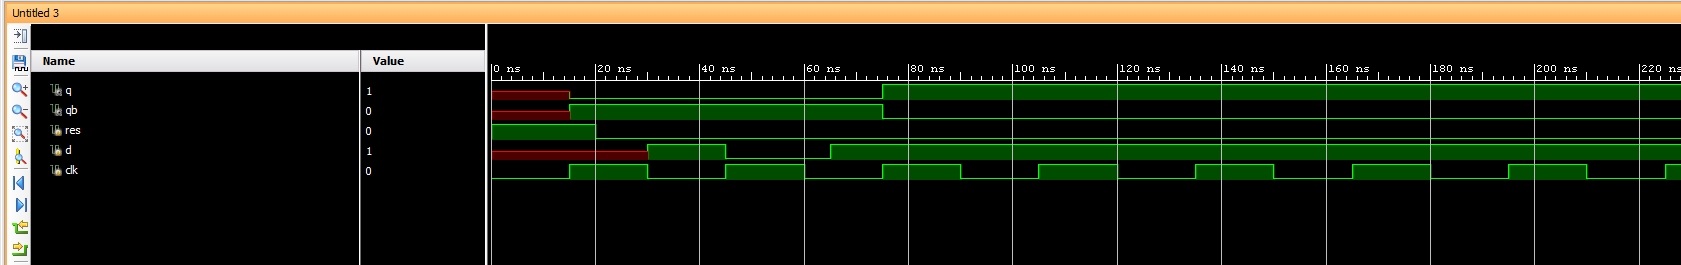 Untitled 3
Name Value
0 ns 20 ns 40 ns 60 ns 80 ns 100 ns 120 ns 140 ns 160 ns 180 ns 200 ns 220 ns
q 1
qb 0
res 0
d 1
clk 0